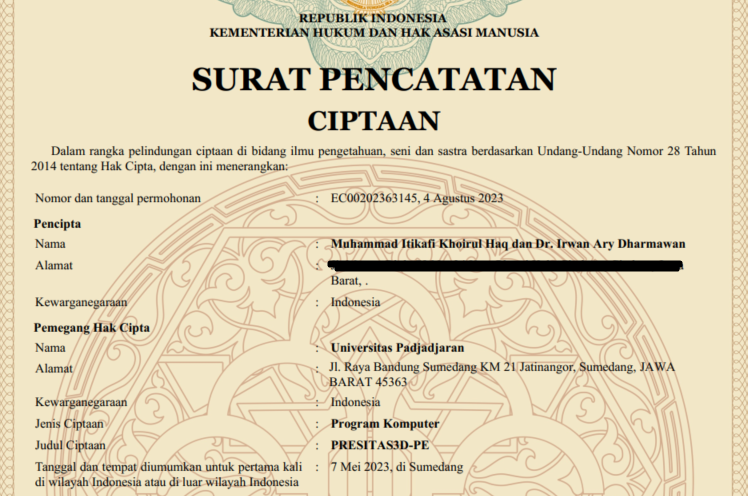 REPUBLIK INDONESIA
KEMENTERIAN HUKUM DAN HAK ASASI MANUSIA
SURAT PENCATATAN
CIPTAAN
Dalam rangka pelindungan ciptaan di bidang ilmu pengetahuan, seni dan sastra berdasarkan Undang-Undang Nomor 28 Tahun
2014 tentang Hak Cipta, dengan ini menerangkan:
Nomor dan tanggal permohonan : EC00202363145, 4 Agustus 2023
Pencipta
Nama : Muhammad Itikafi Khoirul Haq dan Dr. Irwan Ary Dharmawan
Alamat :
Barat, .
Kewarganegaraan : Indonesia
Pemegang Hak Cipta
Nama : Universitas Padjadjaran
Alamat : Jl. Raya Bandung Sumedang KM 21 Jatinangor, Sumedang, JAWA
BARAT 45363
Kewarganegaraan : Indonesia
Jenis Ciptaan : Program Komputer
Judul Ciptaan : PRESITAS3D-PE
Tanggal dan tempat diumumkan untuk pertama kali : 7 Mei 2023, di Sumedang
di wilayah Indonesia atau di luar wilayah Indonesia